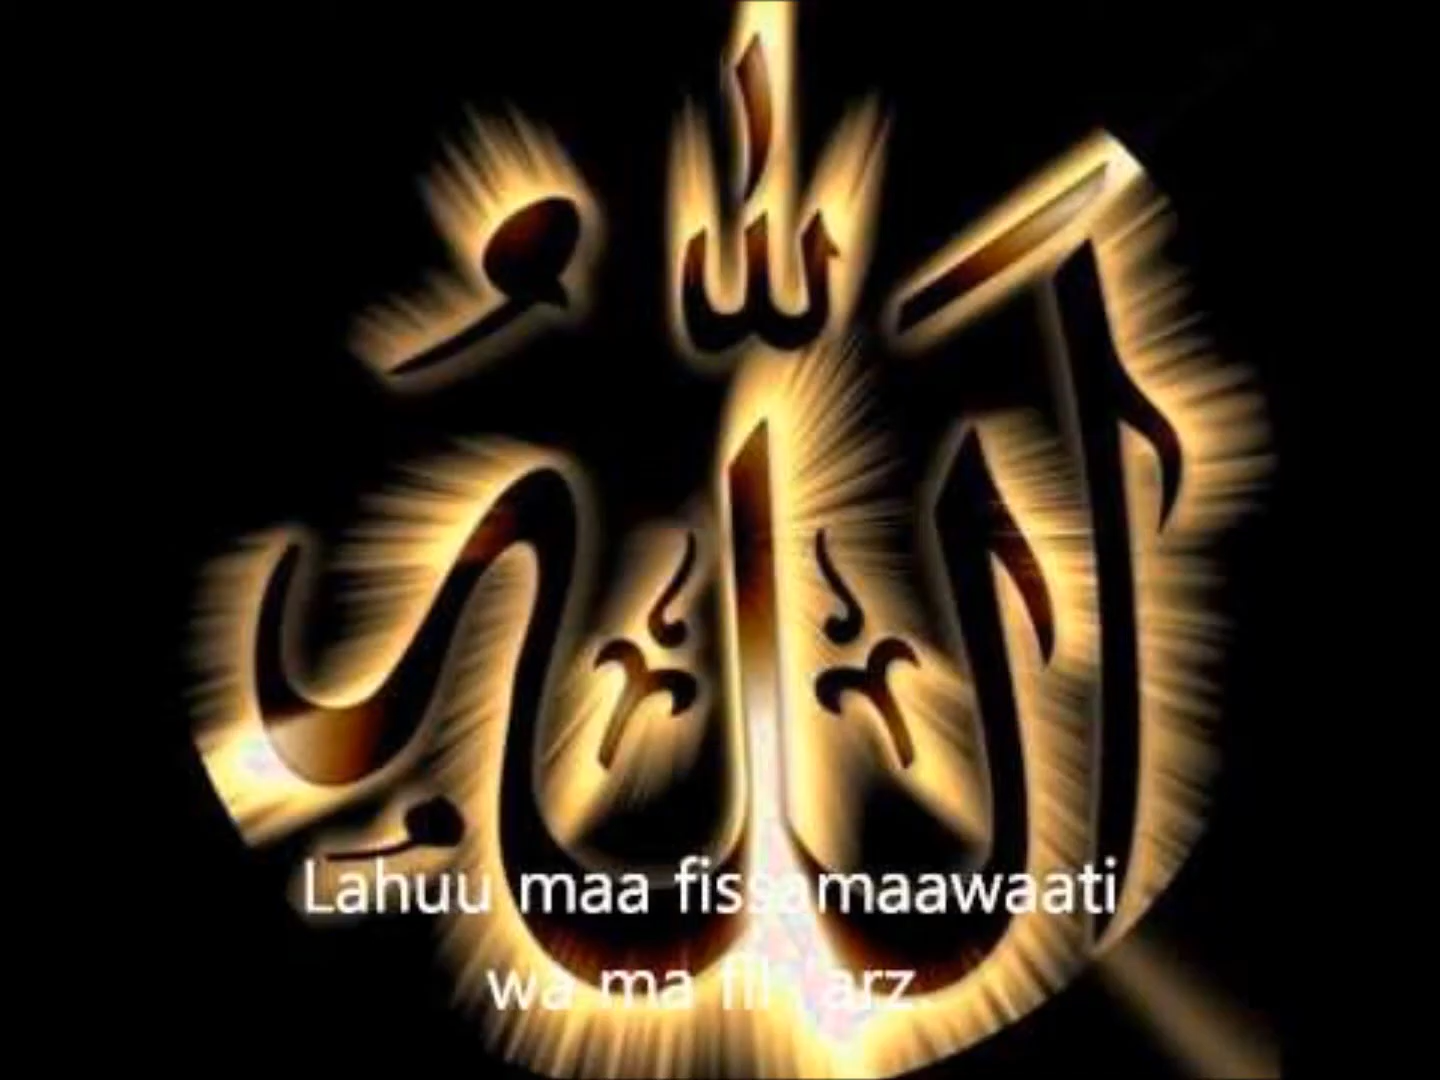 الله
Lahuu maa fissamaawaati
wa ma fil arz.